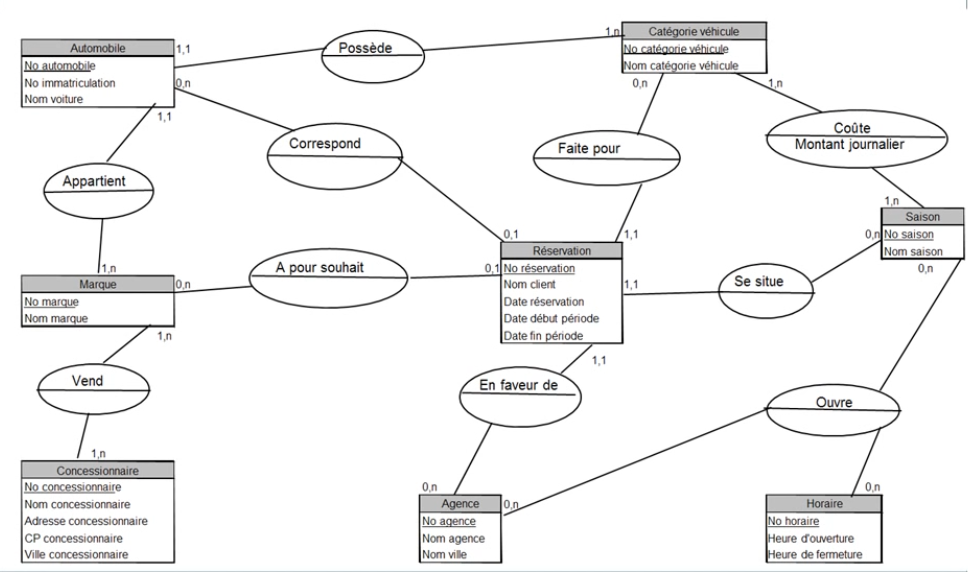 Automobile
No automobile
No immatriculation
Nom voiture
1,1
0,n
1,1
Possède
1,n
Catégorie véhicule
No catégorie véhicule
Nom catégorie véhicule
0,n
1,n
Correspond
Faite pour
Coûte
Montant journalier
Appartient
1,n
Saison
No saison
Nom saison
0,n
0,n
0,1
1,1
Réservation
No réservation
Nom client
Date réservation
Date début période
Date fin période
0,1
1,1
1,1
A pour souhait
Se situe
1,n
Marque
No marque
Nom marque
0,n
1,n
Vend
En faveur de
Ouvre
1,n
Concessionnaire
No concessionnaire
Nom concessionnaire
Adresse concessionnaire
CP concessionnaire
Ville concessionnaire
0,n
Agence
No agence
Nom agence
Nom ville
0,n
0,n
Horaire
No horaire
Heure d'ouverture
Heure de fermeture